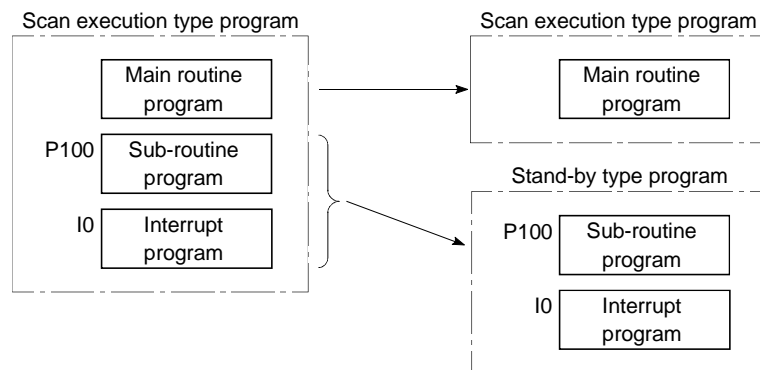 Scan execution type program
Main routine
program
P100
Sub-routine
program
I0
Interrupt
program
Scan execution type program
Main routine
program
Stand-by type program
P100
Sub-routine
program
I0
Interrupt
program